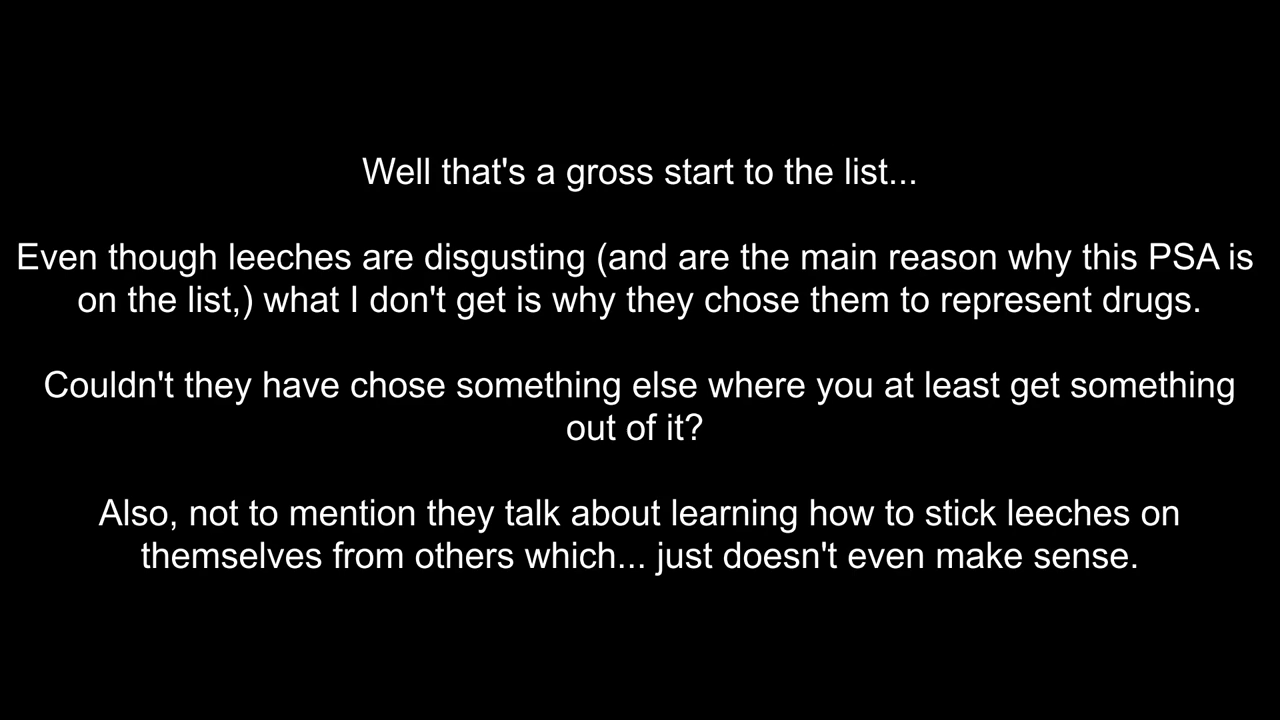 Well that's a gross start to the list...
Even though leeches are disgusting (and are the main reason why this PSA is
on the list,) what I don't get is why they chose them to represent drugs.
Couldn't they have chose something else where you at least get something
out of it?
Also, not to mention they talk about learning how to stick leeches on
themselves from others which... just doesn't even make sense.